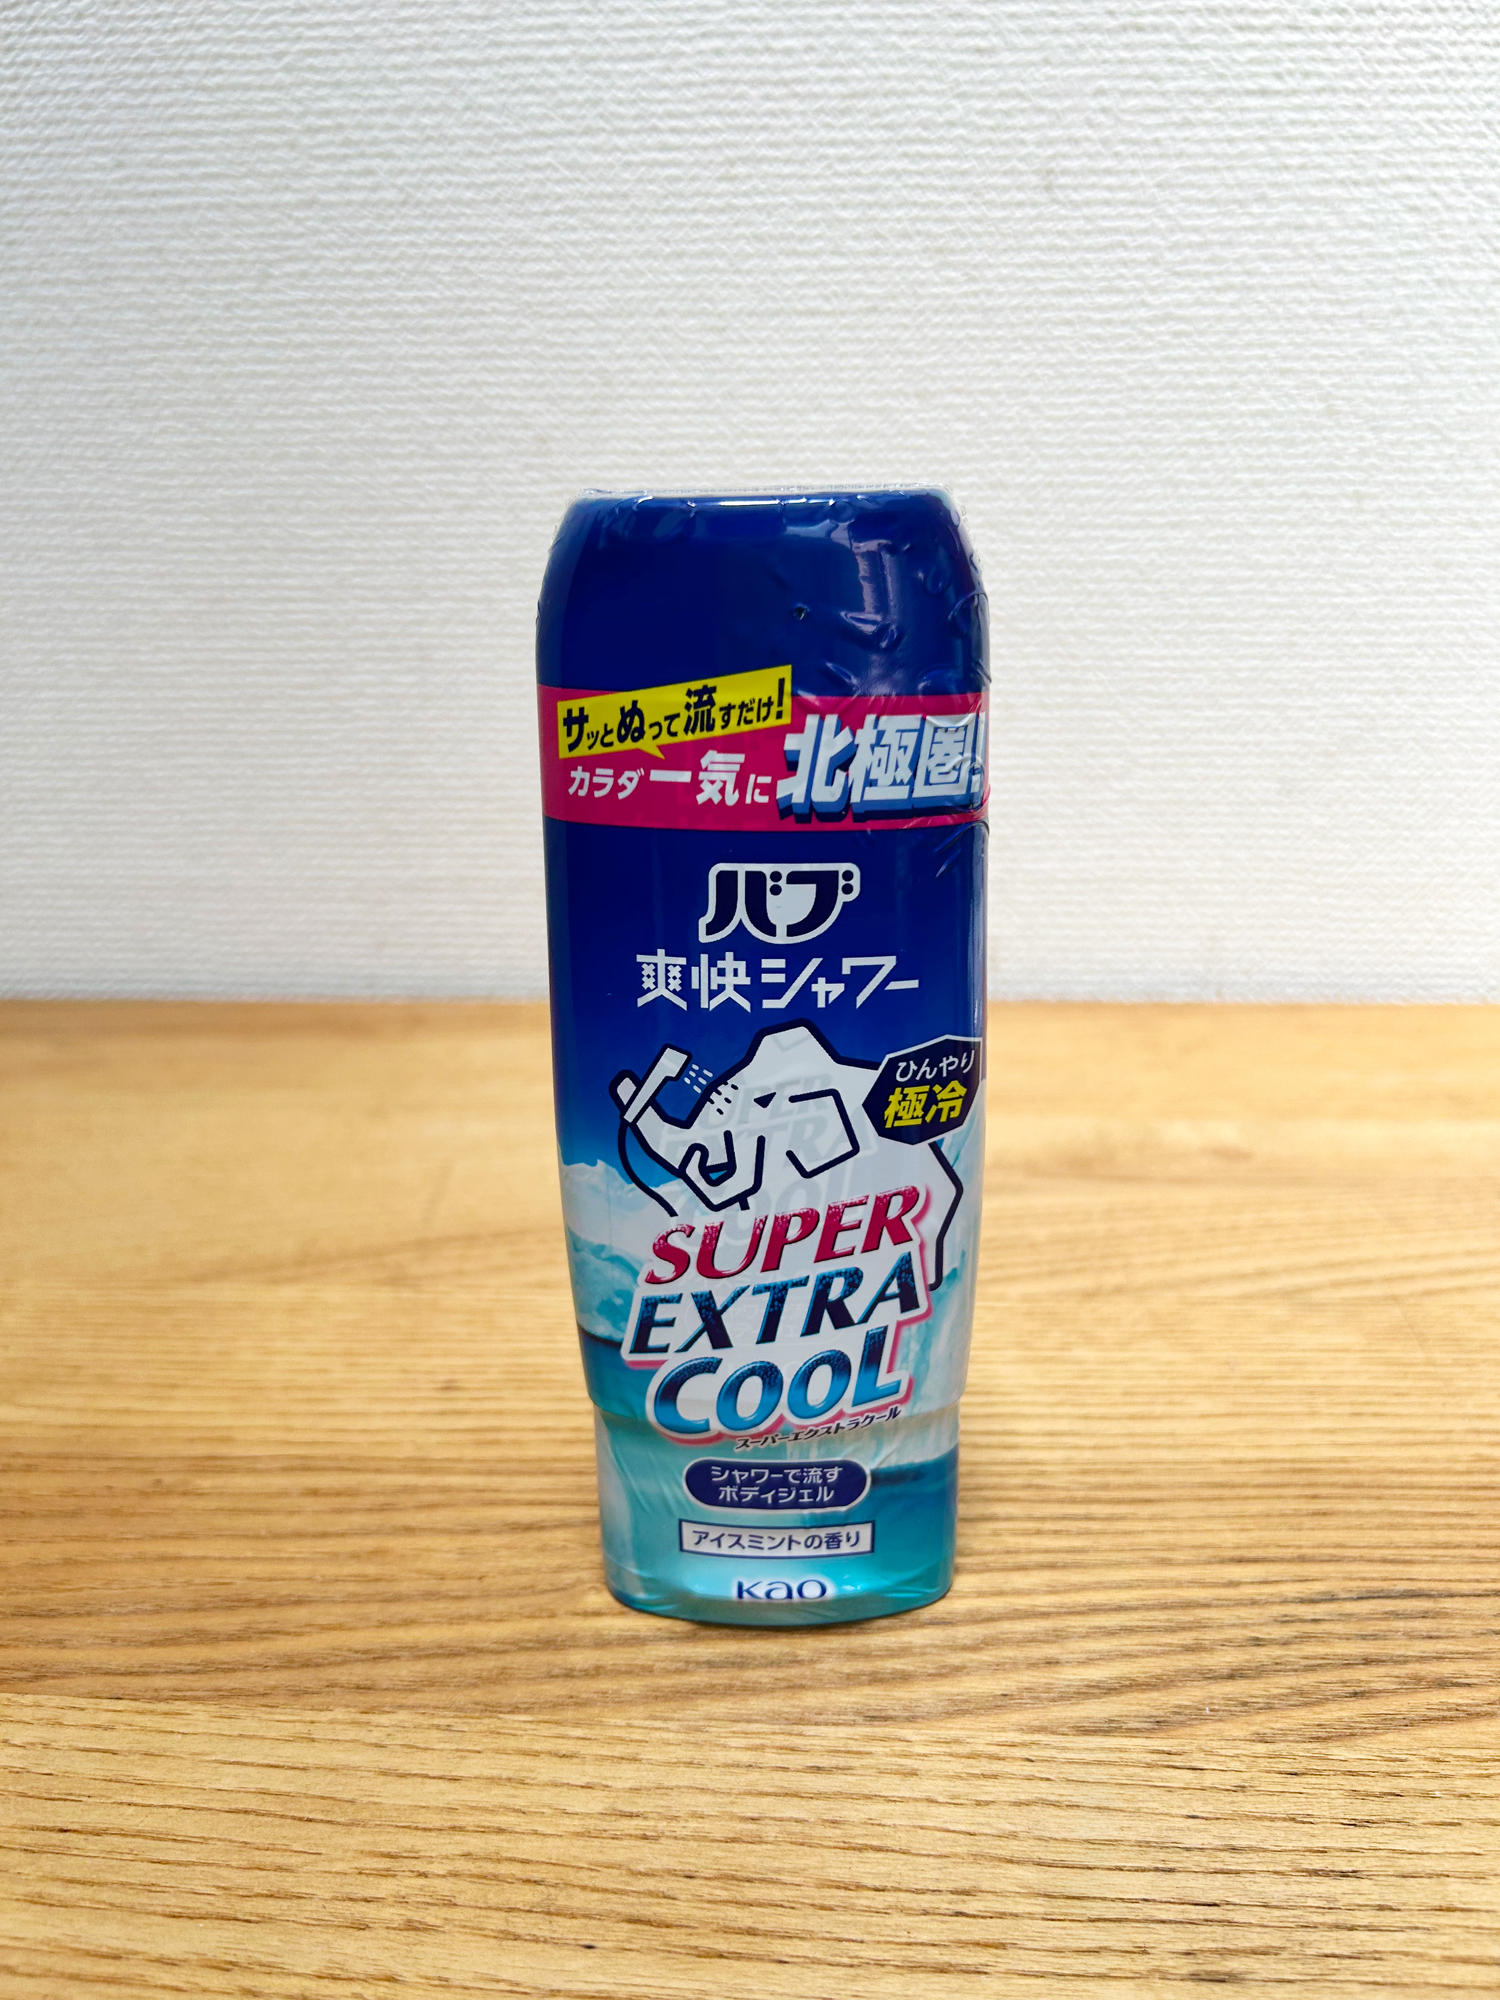 サッとぬって流すだけ!
カラダ一気に北極圏!
バブ
爽快シャワー
ひんやり
極冷
SUPER
EXTRA
COOL
スーパーエクストラクール
シャワーで流す
ボディジェル
アイスミントの香り
Kao